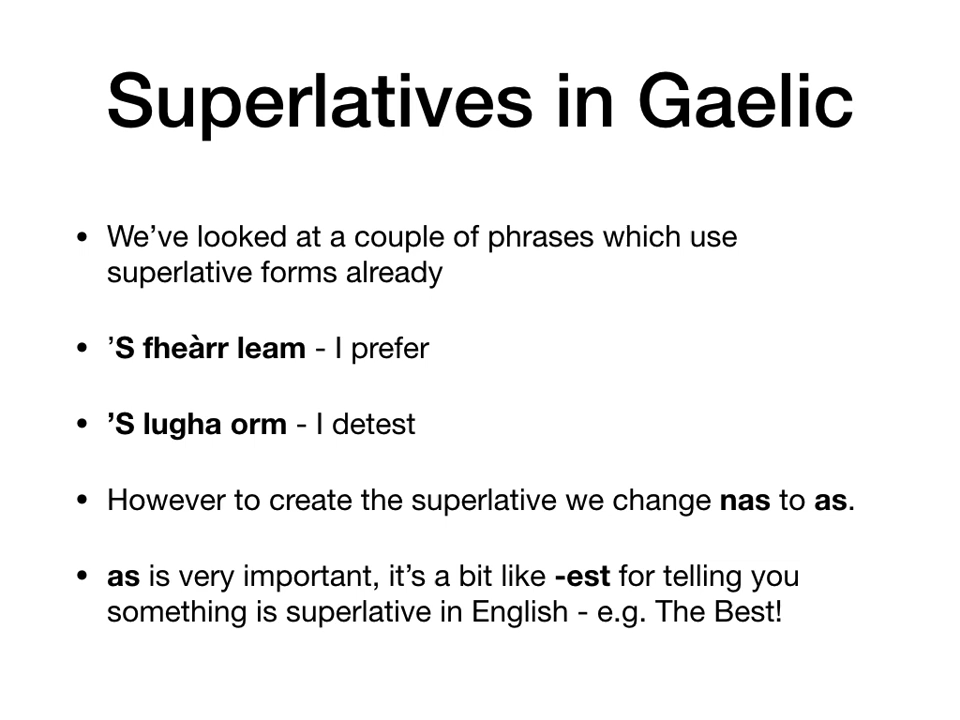 Superlatives in Gaelic
• We’ve looked at a couple of phrases which use
superlative forms already
• ’S fheàrr leam - I prefer
• ’S lugha orm - I detest
• However to create the superlative we change nas to as.
• as is very important, it’s a bit like -est for telling you
something is superlative in English - e.g. The Best!